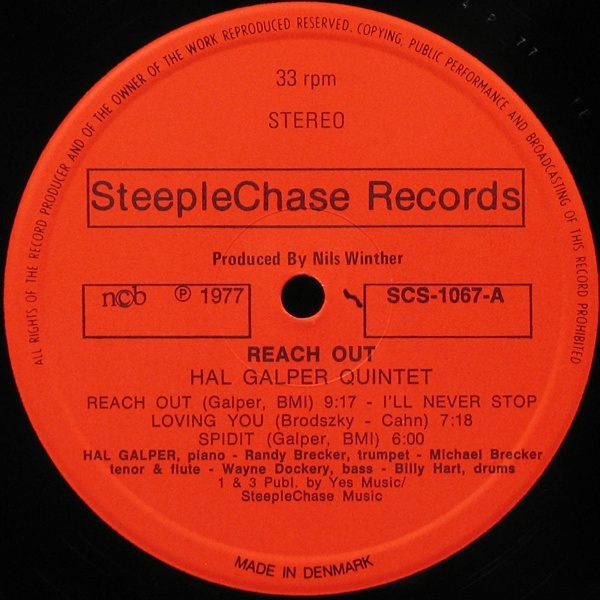 ALL RIGHTS OF THE RECORD PRODUCER AND OF THE OWNER OF THE WORK REPRODUCED RESERVED. COPYING, PUBLIC PERFORMANCE AND BROADCASTING OF THIS RECORD PROHIBITED
33 rpm
STEREO
SteepleChase Records
Produced By Nils Winther
ncb ℗ 1977
SCS-1067-A
REACH OUT
HAL GALPER QUINTET
REACH OUT (Galper, BMI) 9:17 - I'LL NEVER STOP
LOVING YOU (Brodszky - Cahn) 7:18
SPIDIT (Galper, BMI) 6:00
HAL GALPER, piano - Randy Brecker, trumpet - Michael Brecker
tenor & flute - Wayne Dockery, bass - Billy Hart, drums
1 & 3 Publ. by Yes Music/
SteepleChase Music
MADE IN DENMARK